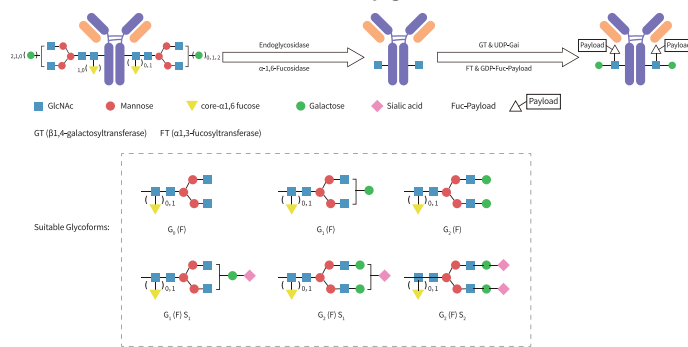 Endoglycosidase
α-1,6-Fucosidase
GT & UDP-Gai
FT & GDP-Fuc-Payload
Payload
Payload
2,1,0
1,0
0,1
0,1,2
GlcNAc
Mannose
core-α1,6 fucose
Galactose
Sialic acid
Fuc-Payload
Payload
GT (β1,4-galactosyltransferase) FT (α1,3-fucosyltransferase)
0,1
0,1
0,1
G0 (F)
G1 (F)
G2 (F)
Suitable Glycoforms:
0,1
0,1
0,1
G1 (F) S1
G2 (F) S1
G2 (F) S2